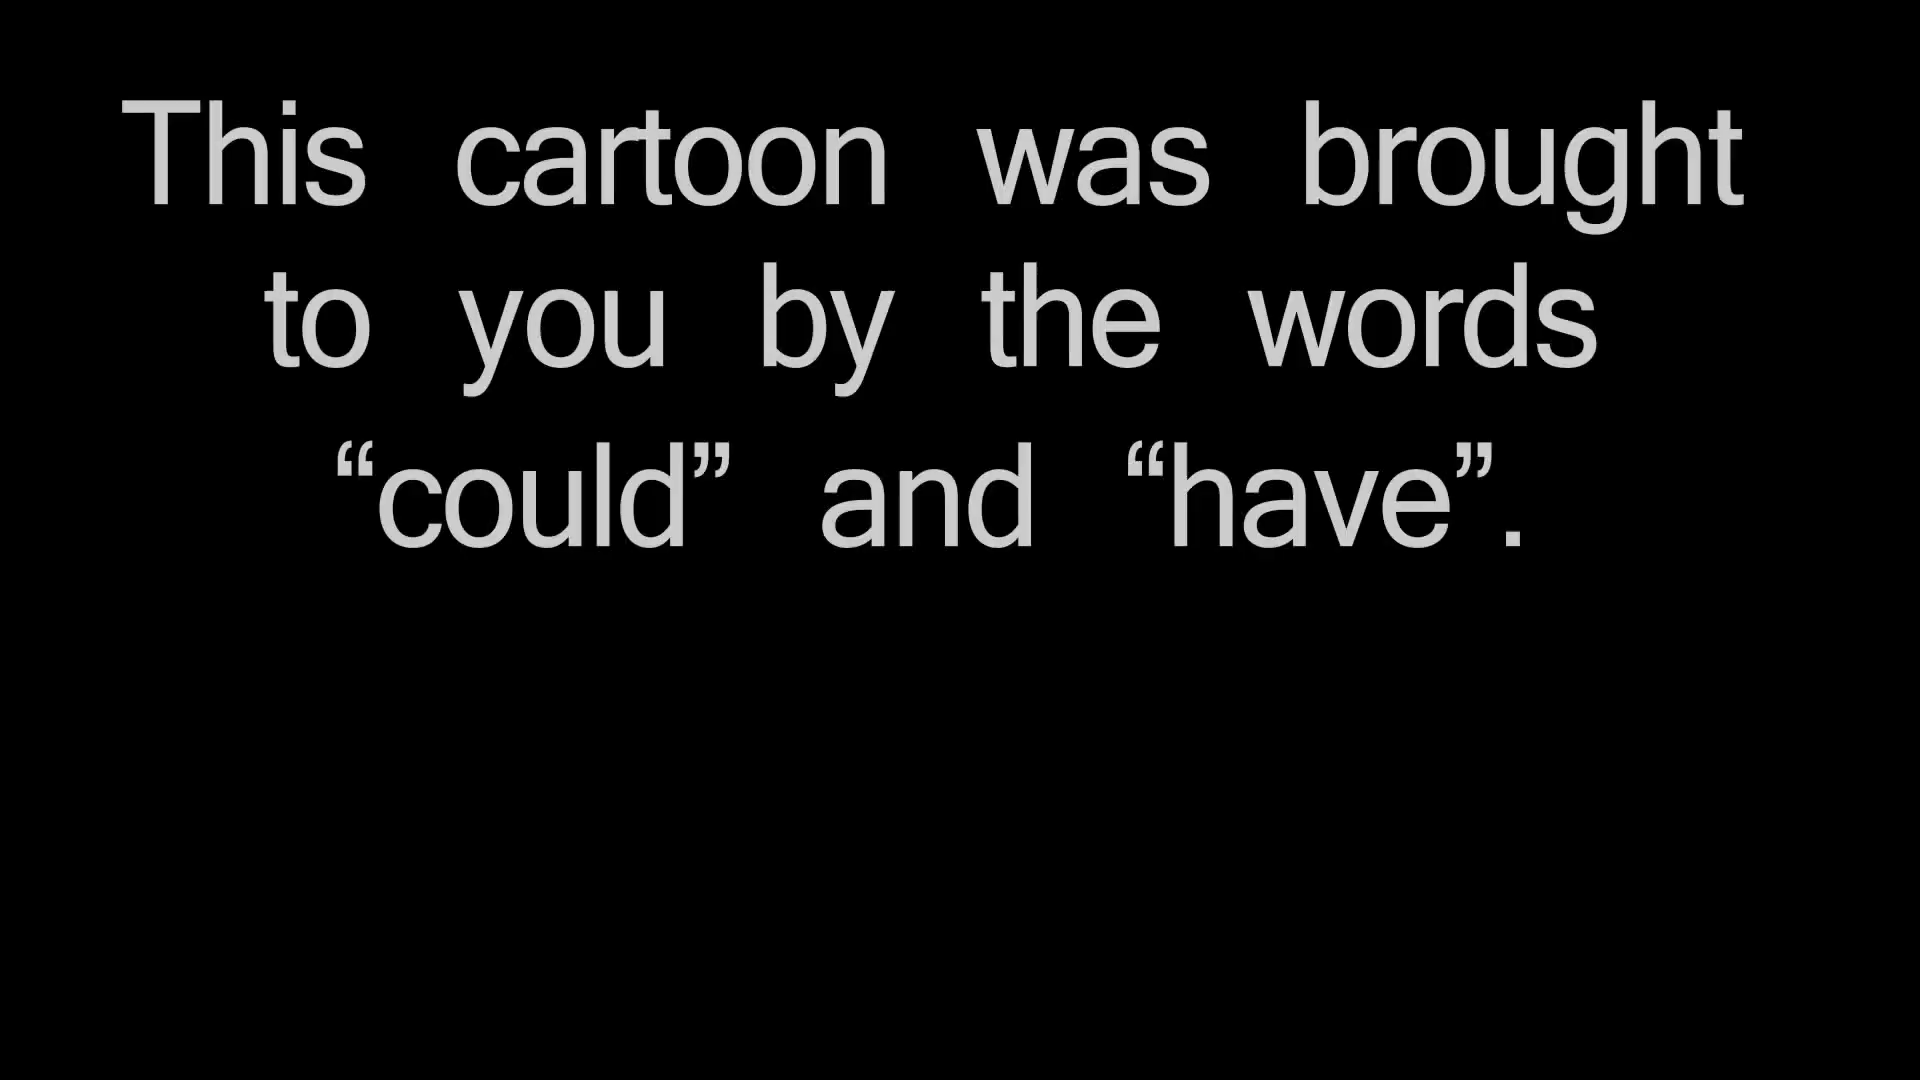 This cartoon was brought
to you by the words
“could” and “have”.